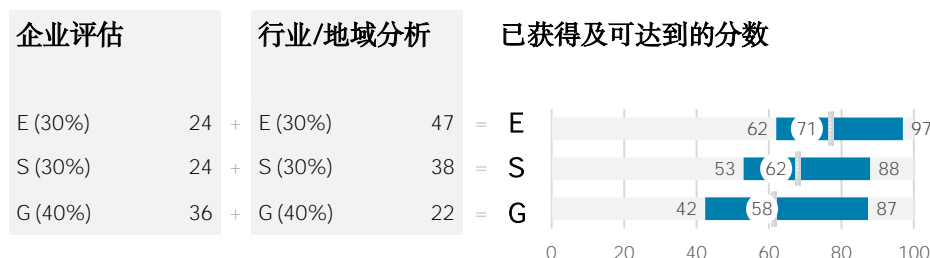 企业评估 行业/地域分析 已获得及可达到的分数
E (30%) 24 + E (30%) 47 = E 62 71 97
S (30%) 24 + S (30%) 38 = S 53 62 88
G (40%) 36 + G (40%) 22 = G 42 58 87
0 20 40 60 80 100